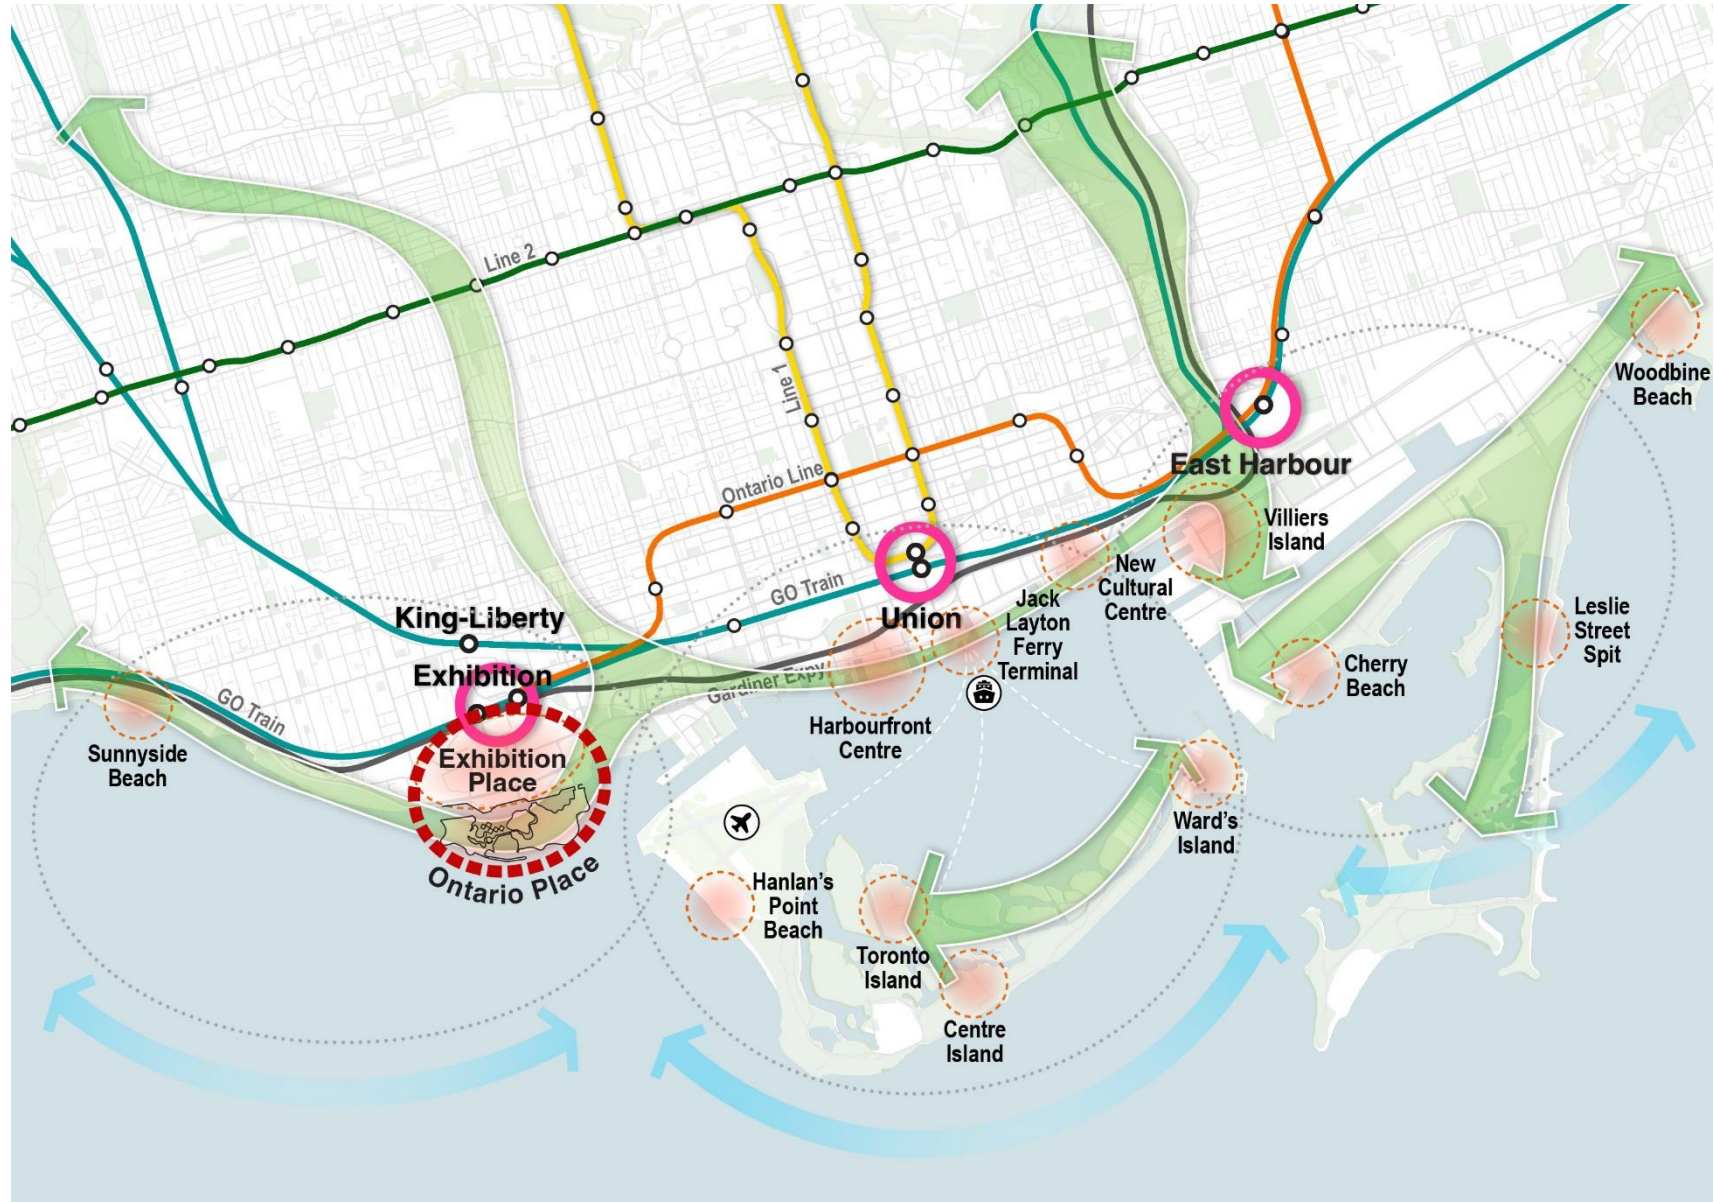 Line 2
Line 1
Ontario Line
Woodbine
Beach
East Harbour
Villiers
Island
New
Cultural
Centre
GO Train
Union
Jack
Layton
Ferry
Terminal
King-Liberty
Exhibition
Gardiner Expy
Leslie
Street
Spit
Cherry
Beach
GO Train
Sunnyside
Beach
Harbourfront
Centre
Exhibition
Place
Ontario Place
Ward's
Island
Hanlan's
Point
Beach
Toronto
Island
Centre
Island